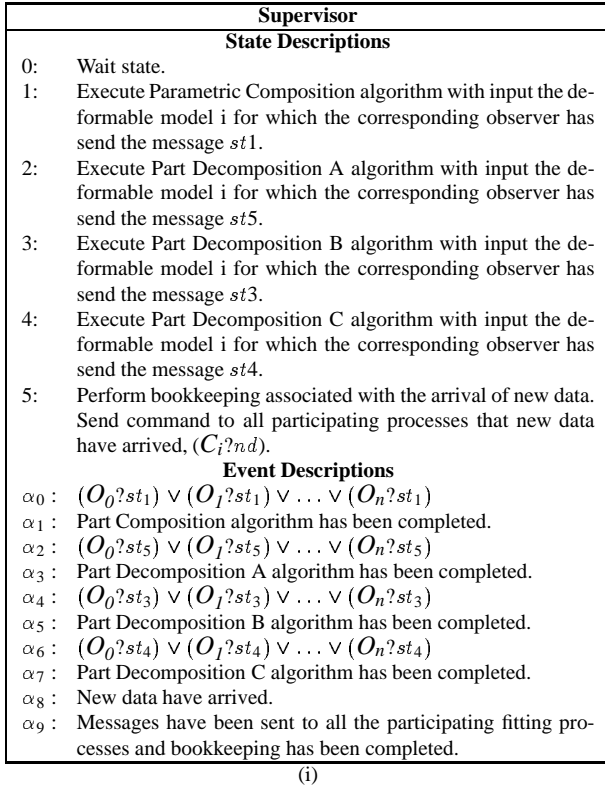 Supervisor
State Descriptions
0: Wait state.
1: Execute Parametric Composition algorithm with input the de-
formable model i for which the corresponding observer has
send the message st1.
2: Execute Part Decomposition A algorithm with input the de-
formable model i for which the corresponding observer has
send the message st5.
3: Execute Part Decomposition B algorithm with input the de-
formable model i for which the corresponding observer has
send the message st3.
4: Execute Part Decomposition C algorithm with input the de-
formable model i for which the corresponding observer has
send the message st4.
5: Perform bookkeeping associated with the arrival of new data.
Send command to all participating processes that new data
have arrived, (C_i?nd).
Event Descriptions
α₀ : (O₀?st₁) ∨ (O₁?st₁) ∨ … ∨ (Oₙ?st₁)
α₁ : Part Composition algorithm has been completed.
α₂ : (O₀?st₅) ∨ (O₁?st₅) ∨ … ∨ (Oₙ?st₅)
α₃ : Part Decomposition A algorithm has been completed.
α₄ : (O₀?st₃) ∨ (O₁?st₃) ∨ … ∨ (Oₙ?st₃)
α₅ : Part Decomposition B algorithm has been completed.
α₆ : (O₀?st₄) ∨ (O₁?st₄) ∨ … ∨ (Oₙ?st₄)
α₇ : Part Decomposition C algorithm has been completed.
α₈ : New data have arrived.
α₉ : Messages have been sent to all the participating fitting pro-
cesses and bookkeeping has been completed.
(i)